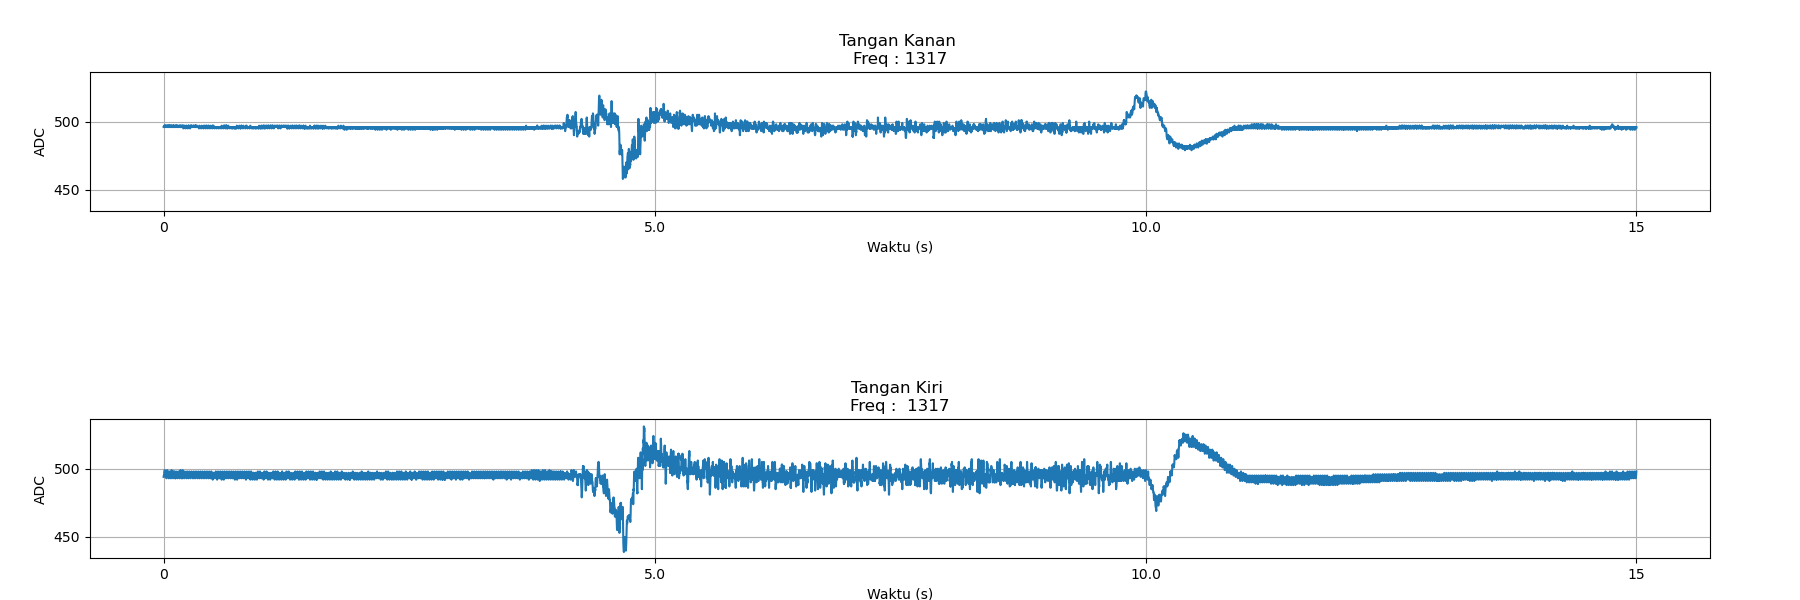 Tangan Kanan
Freq : 1317
ADC
500
450
0 5.0 10.0 15
Waktu (s)
Tangan Kiri
Freq :  1317
ADC
500
450
0 5.0 10.0 15
Waktu (s)